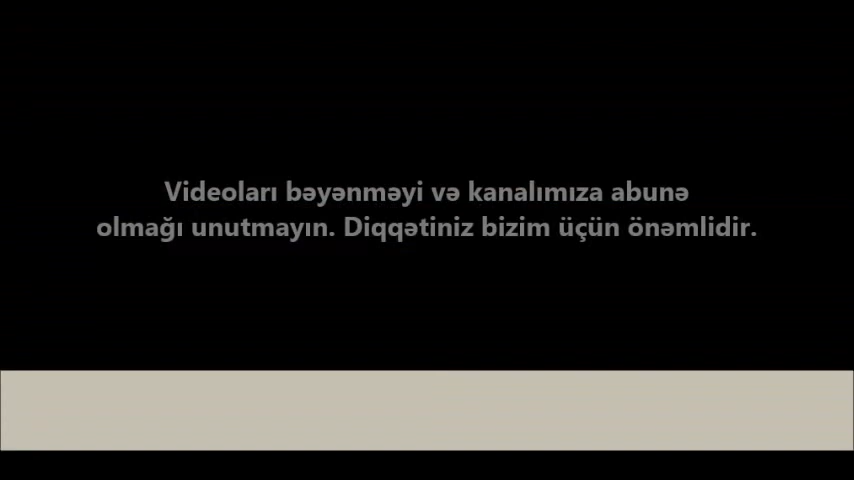 Videoları bəyənməyi və kanalımıza abunə
olmağı unutmayın. Diqqətiniz bizim üçün önəmlidir.